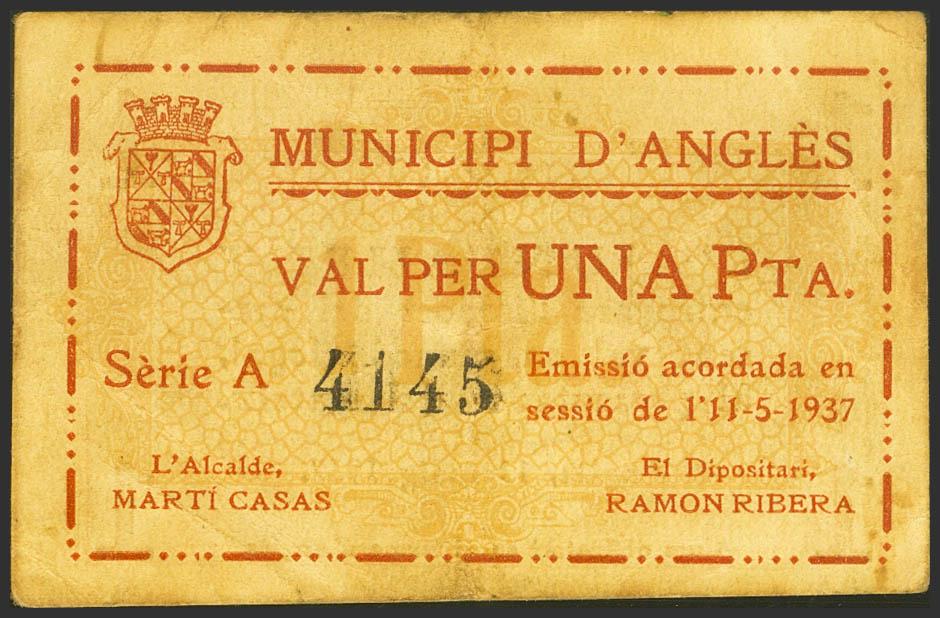 MUNICIPI D'ANGLÈS
VAL PER UNA PTA.
Sèrie A 4145
Emissió acordada en
sessió de l'11-5-1937
L'Alcalde,
MARTÍ CASAS
El Dipositari,
RAMON RIBERA